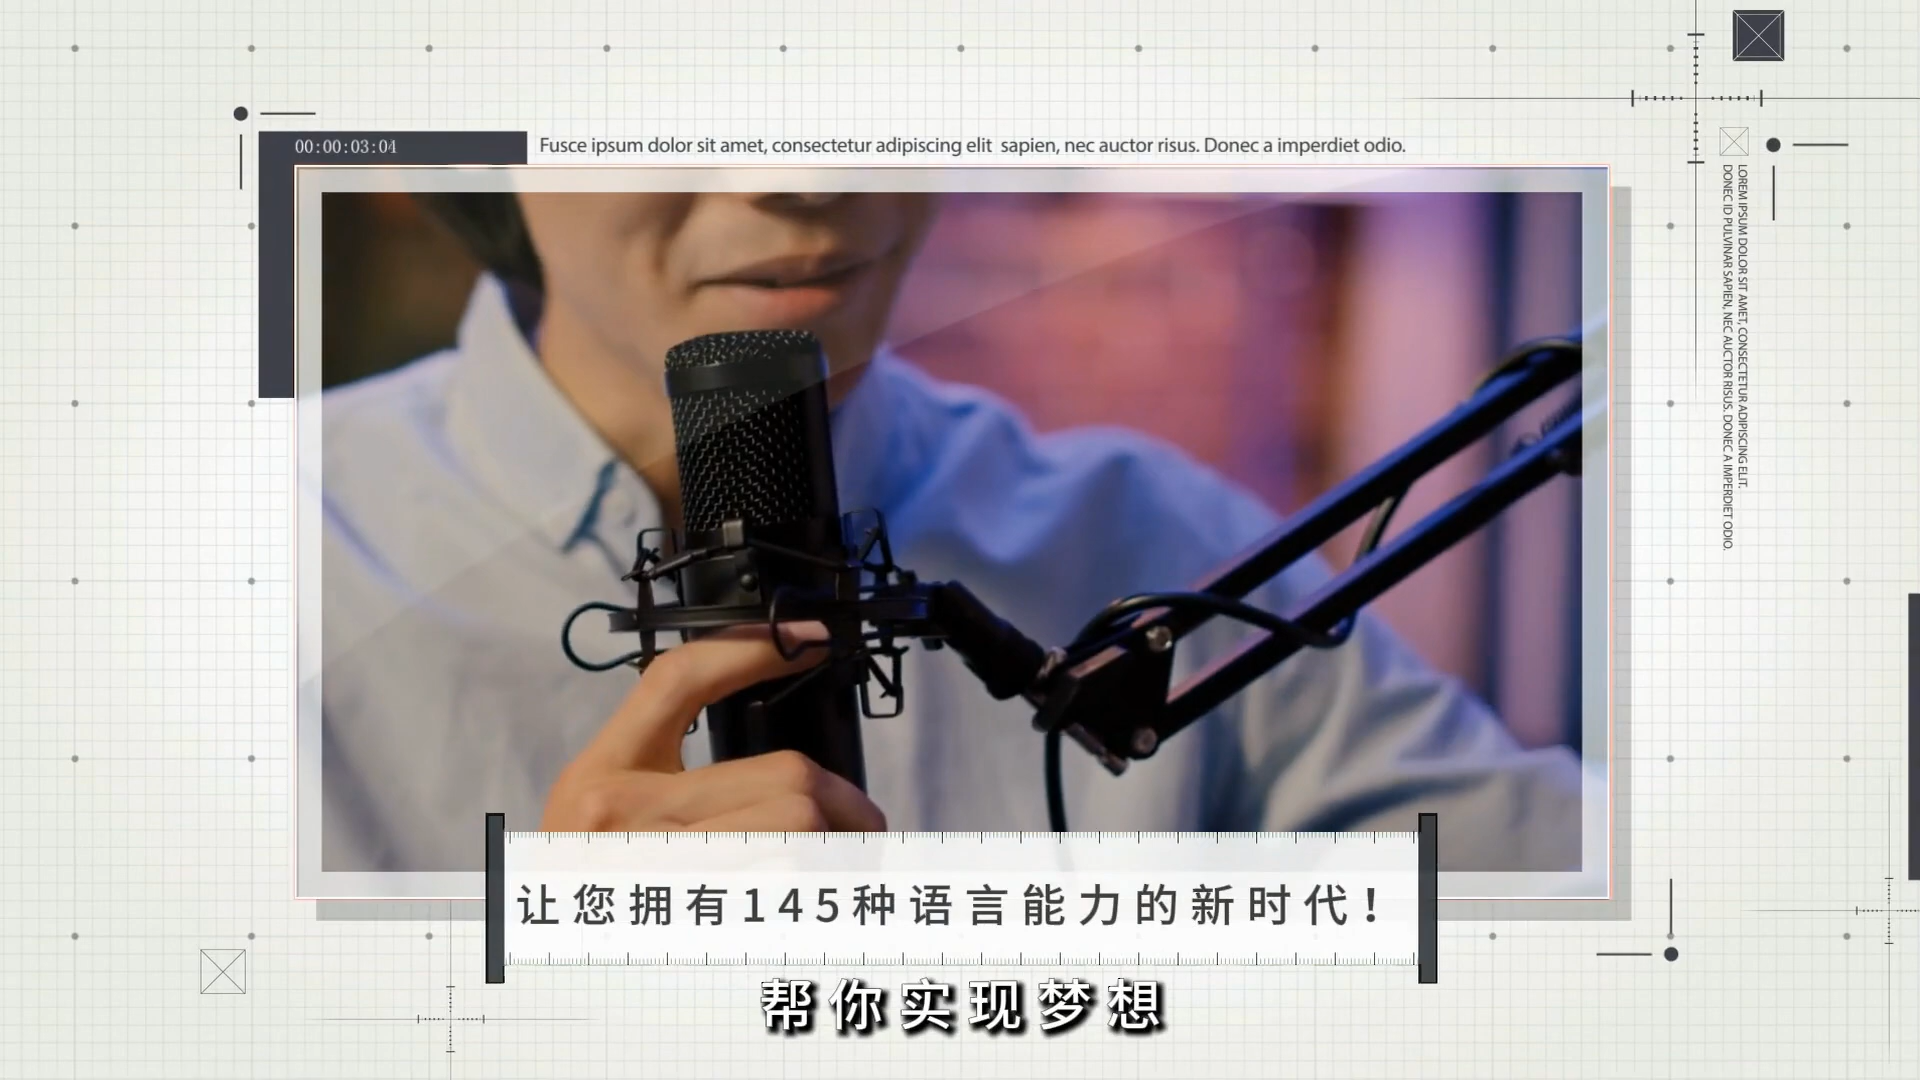 00:00:03:04
Fusce ipsum dolor sit amet, consectetur adipiscing elit sapien, nec auctor risus. Donec a imperdiet odio.
LOREM IPSUM DOLOR SIT AMET, CONSECTETUR ADIPISCING ELIT.
DONEC ID PULVINAR SAPIEN, NEC AUCTOR RISUS. DONEC A IMPERDIET ODIO.
让您拥有145种语言能力的新时代！
帮你实现梦想